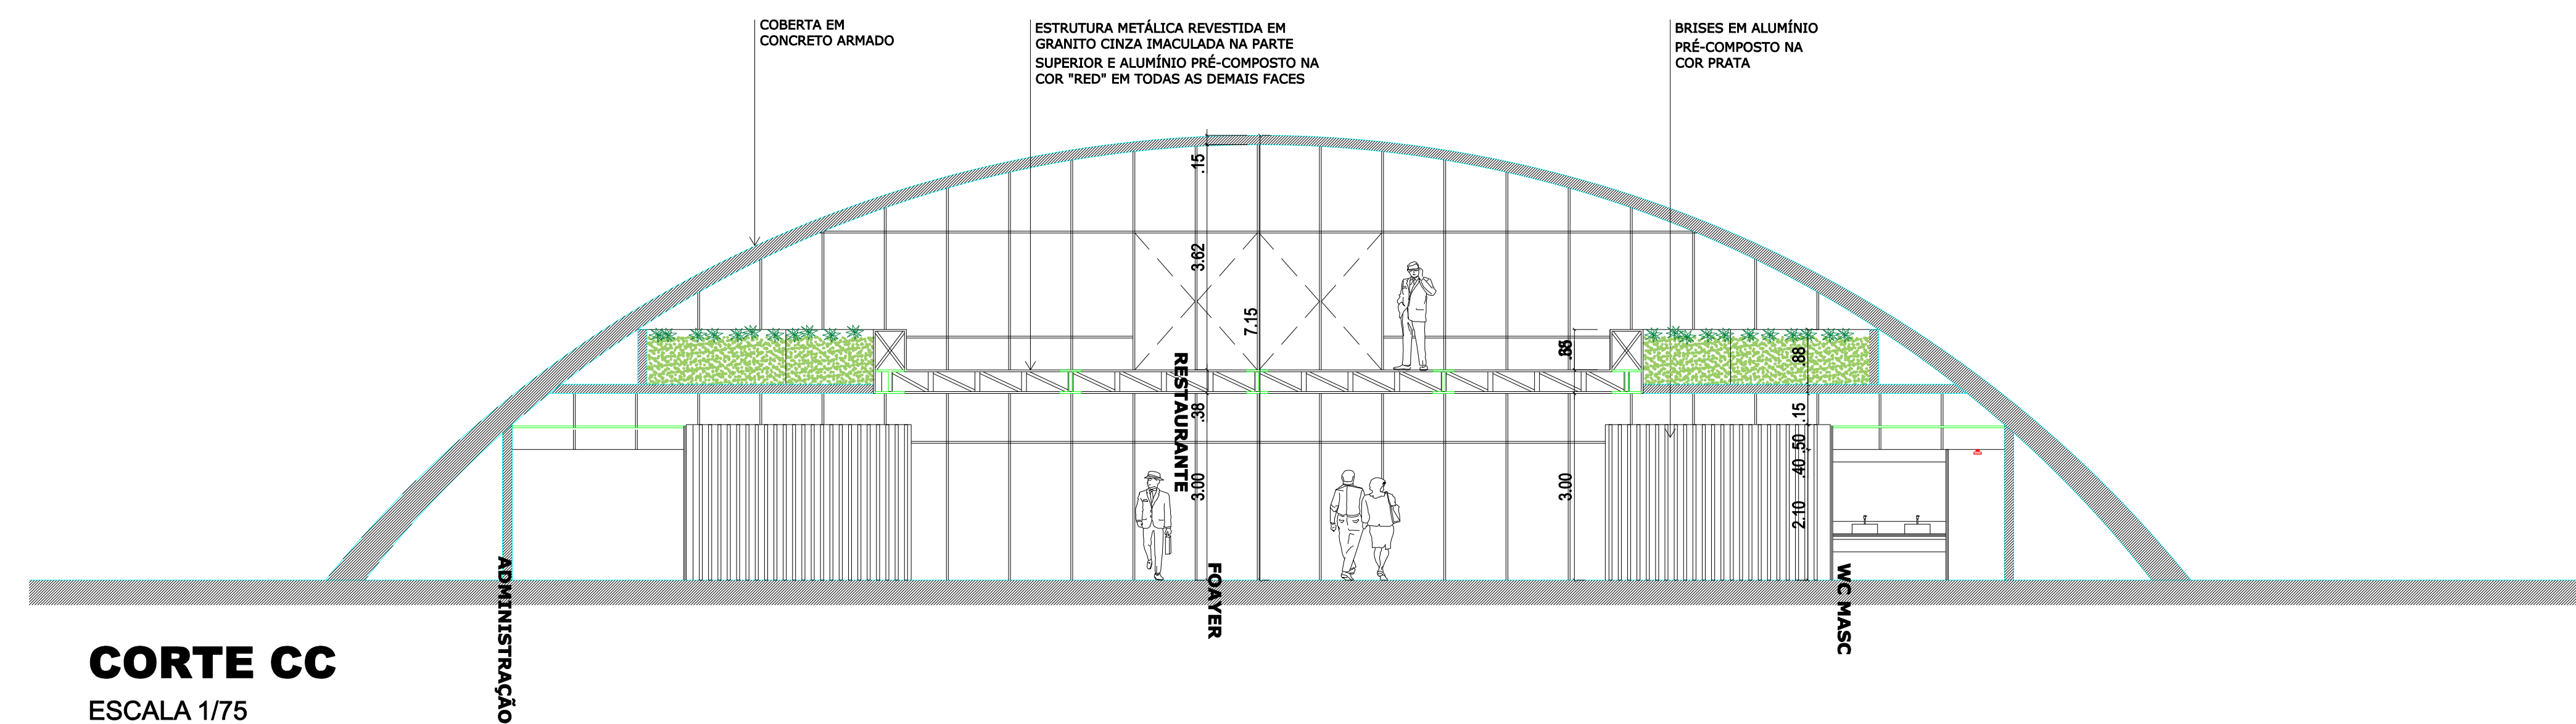 COBERTA EM
CONCRETO ARMADO
ESTRUTURA METÁLICA REVESTIDA EM
GRANITO CINZA IMACULADA NA PARTE
SUPERIOR E ALUMÍNIO PRÉ-COMPOSTO NA
COR "RED" EM TODAS AS DEMAIS FACES
BRISES EM ALUMÍNIO
PRÉ-COMPOSTO NA
COR PRATA
.15
3.62
7.15
.88
.38
.15
.50
.40
3.00
3.00
2.10
RESTAURANTE
ADMINISTRAÇÃO
FOAYER
WC MASC
CORTE CC
ESCALA 1/75